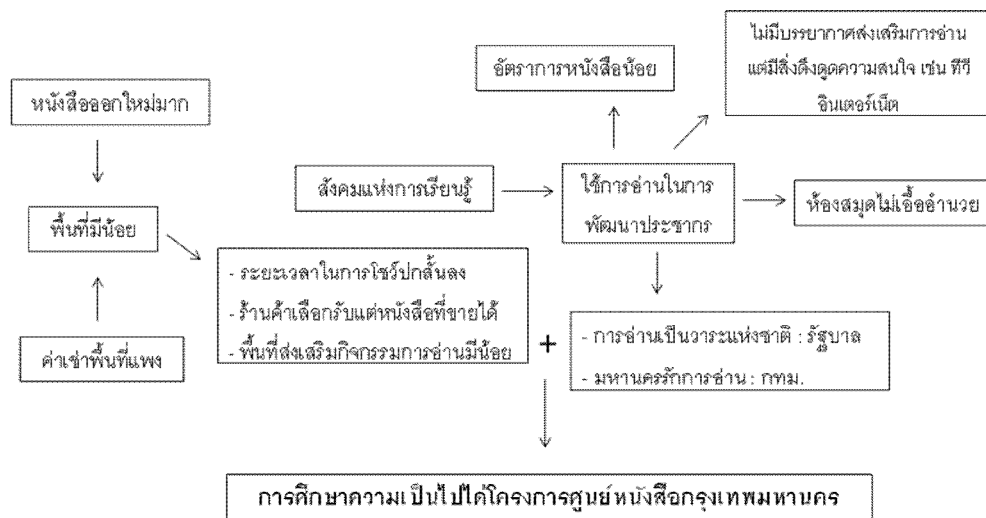 ไม่มีบรรยากาศส่งเสริมการอ่าน
แต่มีสิ่งดึงดูดความสนใจ เช่น ทีวี
อินเตอร์เน็ต
อัตราการหนังสือน้อย
หนังสือออกใหม่มาก
สังคมแห่งการเรียนรู้
ใช้การอ่านในการ
พัฒนาประชากร
ห้องสมุดไม่เอื้ออำนวย
พื้นที่มีน้อย
- ระยะเวลาในการโชว์ปกสั้นลง
- ร้านค้าเลือกรับแต่หนังสือที่ขายได้
- พื้นที่ส่งเสริมกิจกรรมการอ่านมีน้อย
+
- การอ่านเป็นวาระแห่งชาติ : รัฐบาล
- มหานครรักการอ่าน : กทม.
ค่าเช่าพื้นที่แพง
การศึกษาความเป็นไปได้โครงการศูนย์หนังสือกรุงเทพมหานคร